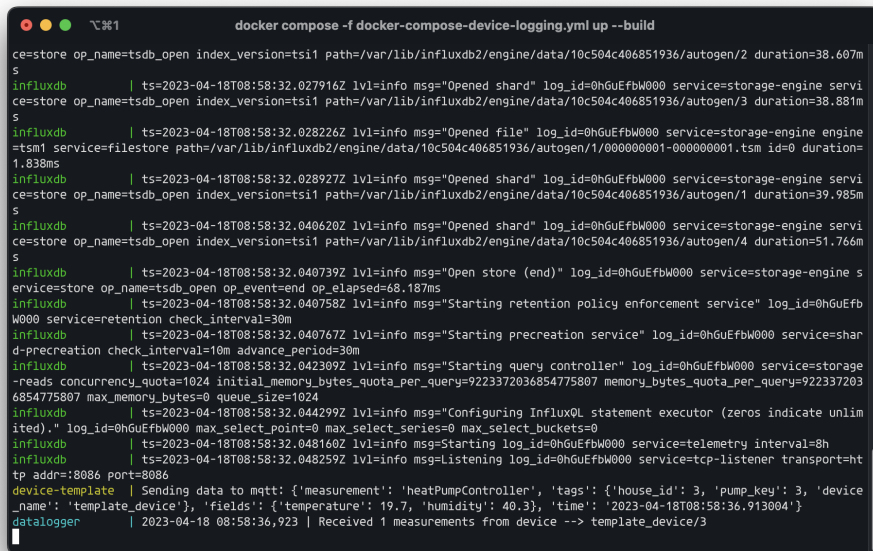 ⌥⌘1 docker compose -f docker-compose-device-logging.yml up --build
ce=store op_name=tsdb_open index_version=tsi1 path=/var/lib/influxdb2/engine/data/10c504c406851936/autogen/2 duration=38.607m
s
influxdb | ts=2023-04-18T08:58:32.027916Z lvl=info msg="Opened shard" log_id=0hGuEfbW000 service=storage-engine servi
ce=store op_name=tsdb_open index_version=tsi1 path=/var/lib/influxdb2/engine/data/10c504c406851936/autogen/3 duration=38.881m
s
influxdb | ts=2023-04-18T08:58:32.028226Z lvl=info msg="Opened file" log_id=0hGuEfbW000 service=storage-engine engine
=tsm1 service=filestore path=/var/lib/influxdb2/engine/data/10c504c406851936/autogen/1/000000001-000000001.tsm id=0 duration=
1.838ms
influxdb | ts=2023-04-18T08:58:32.028927Z lvl=info msg="Opened shard" log_id=0hGuEfbW000 service=storage-engine servi
ce=store op_name=tsdb_open index_version=tsi1 path=/var/lib/influxdb2/engine/data/10c504c406851936/autogen/1 duration=39.985m
s
influxdb | ts=2023-04-18T08:58:32.040620Z lvl=info msg="Opened shard" log_id=0hGuEfbW000 service=storage-engine servi
ce=store op_name=tsdb_open index_version=tsi1 path=/var/lib/influxdb2/engine/data/10c504c406851936/autogen/4 duration=51.766m
s
influxdb | ts=2023-04-18T08:58:32.040739Z lvl=info msg="Open store (end)" log_id=0hGuEfbW000 service=storage-engine s
ervice=store op_name=tsdb_open op_event=end op_elapsed=68.187ms
influxdb | ts=2023-04-18T08:58:32.040758Z lvl=info msg="Starting retention policy enforcement service" log_id=0hGuEfb
W000 service=retention check_interval=30m
influxdb | ts=2023-04-18T08:58:32.040767Z lvl=info msg="Starting precreation service" log_id=0hGuEfbW000 service=shar
d-precreation check_interval=10m advance_period=30m
influxdb | ts=2023-04-18T08:58:32.042309Z lvl=info msg="Starting query controller" log_id=0hGuEfbW000 service=storage
-reads concurrency_quota=1024 initial_memory_bytes_quota_per_query=9223372036854775807 memory_bytes_quota_per_query=922337203
6854775807 max_memory_bytes=0 queue_size=1024
influxdb | ts=2023-04-18T08:58:32.044299Z lvl=info msg="Configuring InfluxQL statement executor (zeros indicate unlim
ited)." log_id=0hGuEfbW000 max_select_point=0 max_select_series=0 max_select_buckets=0
influxdb | ts=2023-04-18T08:58:32.048160Z lvl=info msg=Starting log_id=0hGuEfbW000 service=telemetry interval=8h
influxdb | ts=2023-04-18T08:58:32.048259Z lvl=info msg=Listening log_id=0hGuEfbW000 service=tcp-listener transport=ht
tp addr=:8086 port=8086
device-template | Sending data to mqtt: {'measurement': 'heatPumpController', 'tags': {'house_id': 3, 'pump_key': 3, 'device
_name': 'template_device'}, 'fields': {'temperature': 19.7, 'humidity': 40.3}, 'time': '2023-04-18T08:58:36.913004'}
datalogger | 2023-04-18 08:58:36,923 | Received 1 measurements from device --> template_device/3